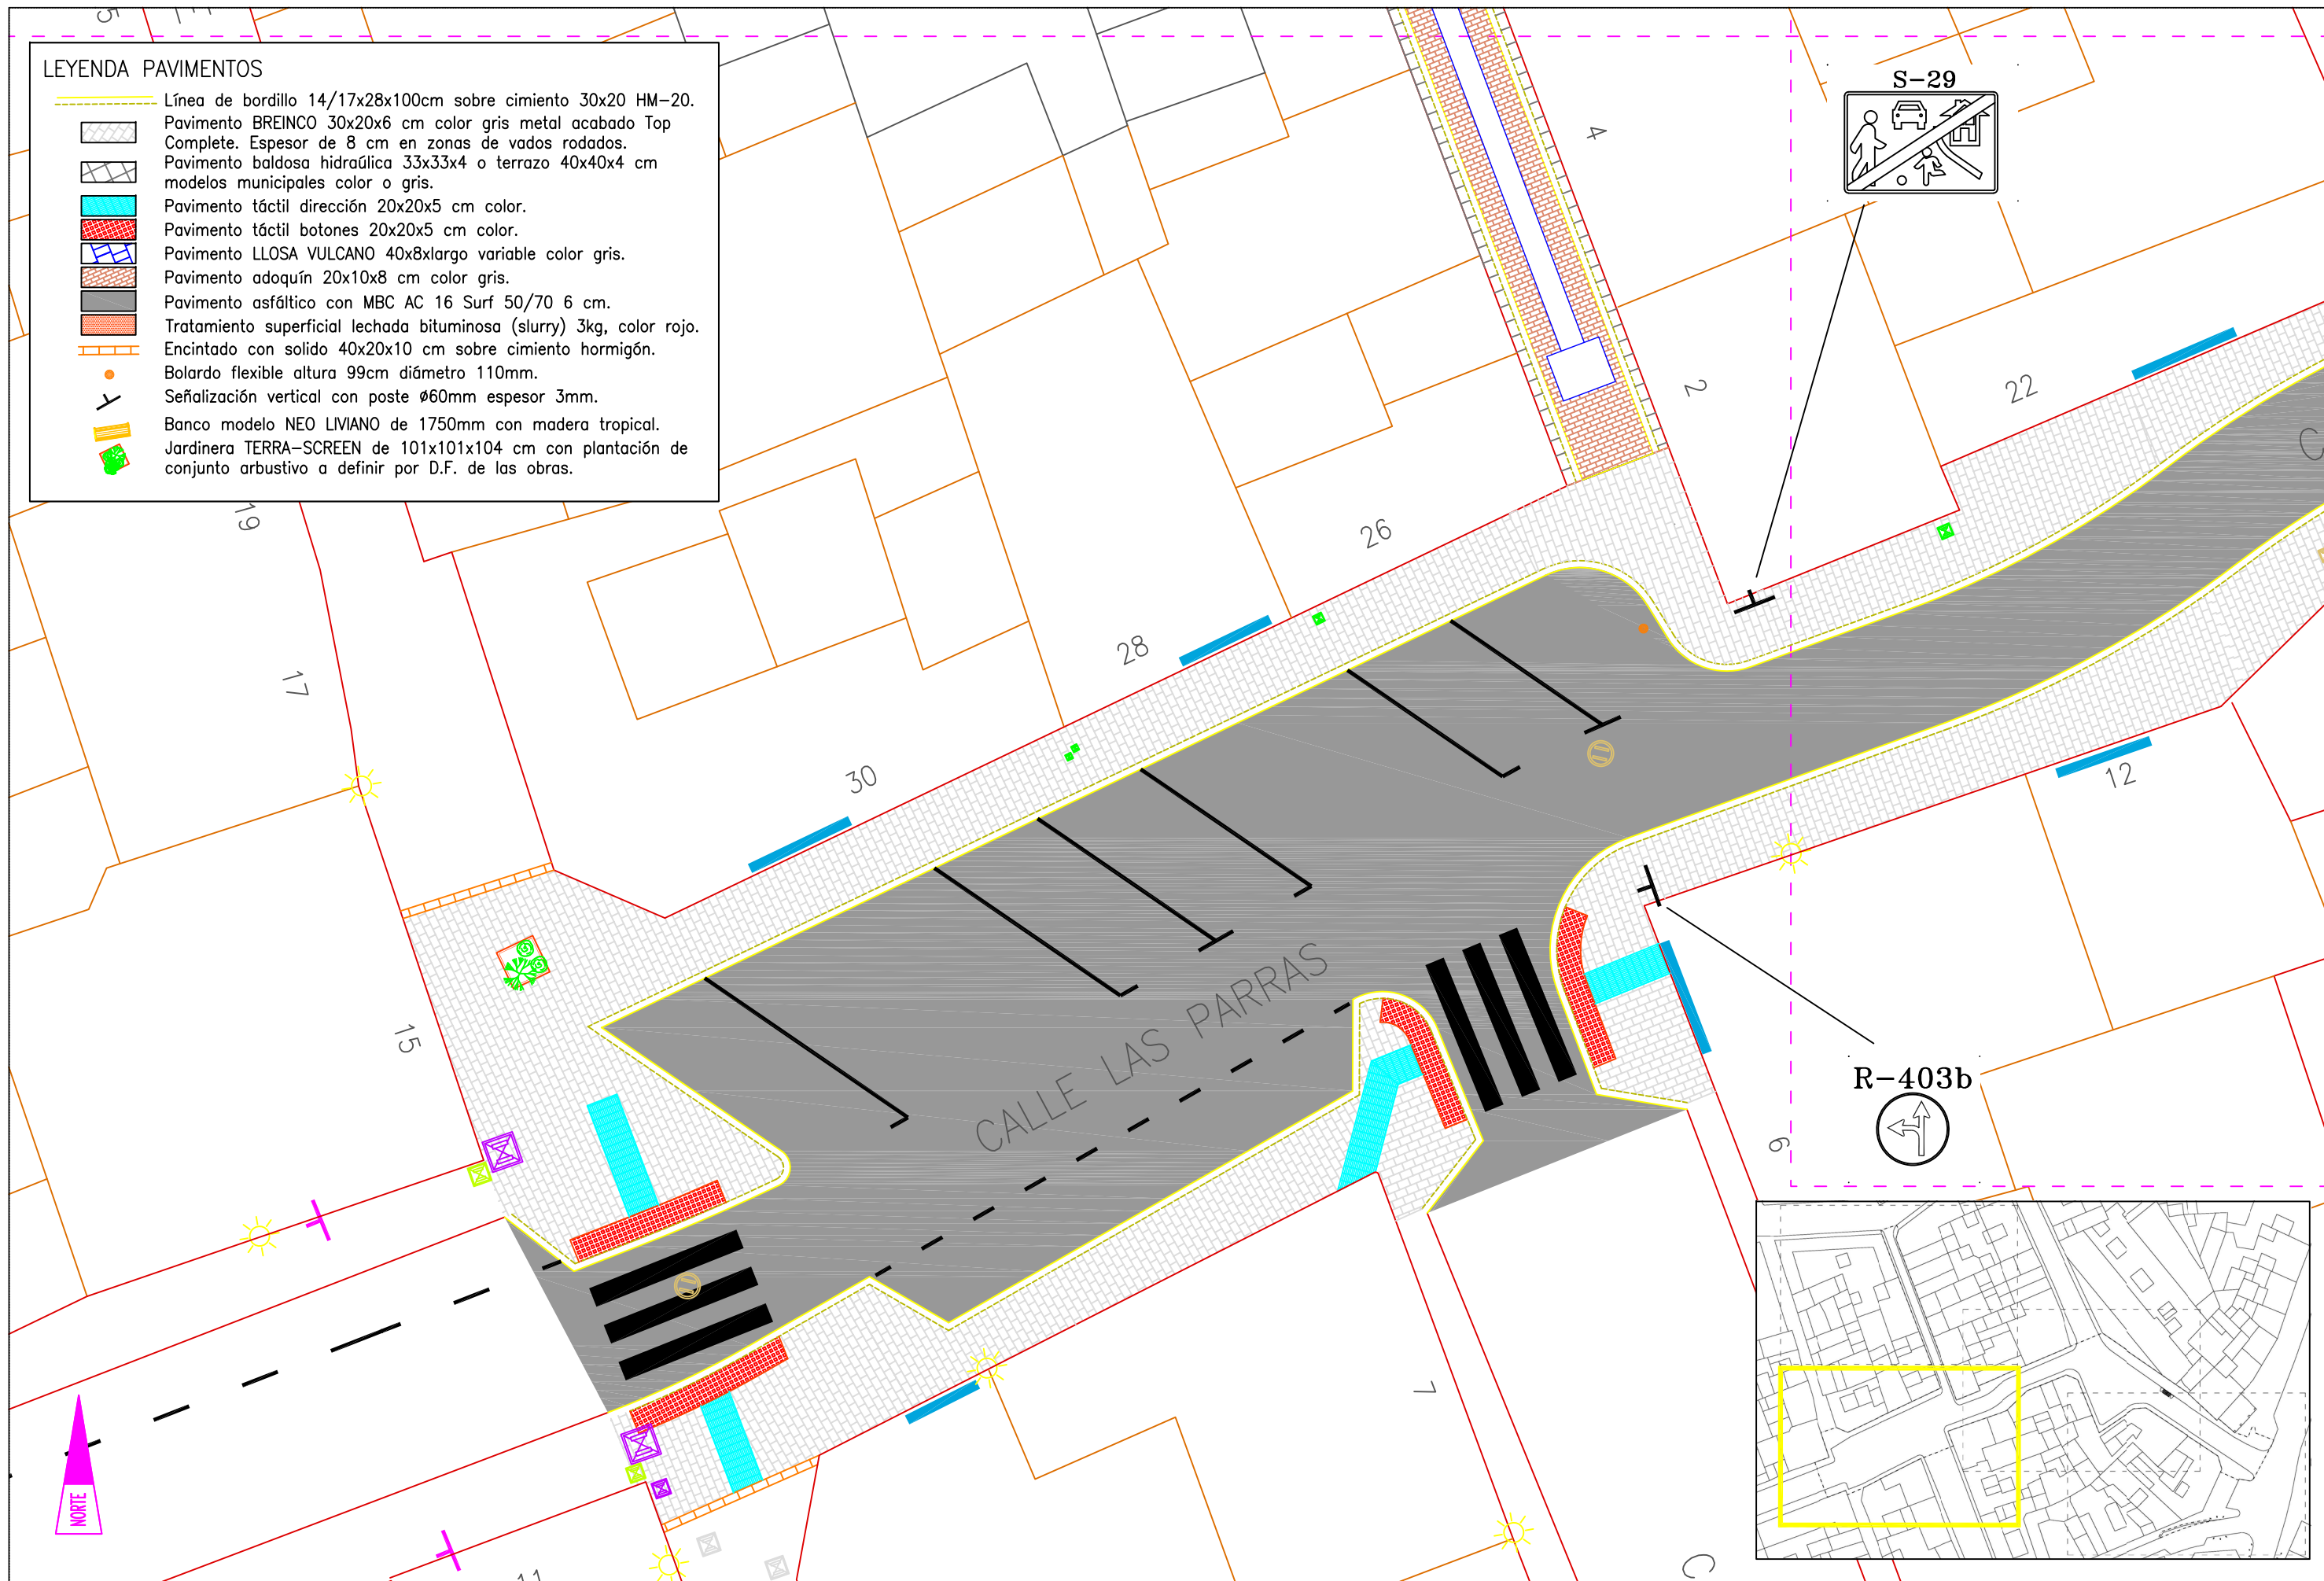 LEYENDA PAVIMENTOS
Línea de bordillo 14/17x28x100cm sobre cimiento 30x20 HM-20.
Pavimento BREINCO 30x20x6 cm color gris metal acabado Top
Complete. Espesor de 8 cm en zonas de vados rodados.
Pavimento baldosa hidraúlica 33x33x4 o terrazo 40x40x4 cm
modelos municipales color o gris.
Pavimento táctil dirección 20x20x5 cm color.
Pavimento táctil botones 20x20x5 cm color.
Pavimento LLOSA VULCANO 40x8xlargo variable color gris.
Pavimento adoquín 20x10x8 cm color gris.
Pavimento asfáltico con MBC AC 16 Surf 50/70 6 cm.
Tratamiento superficial lechada bituminosa (slurry) 3kg, color rojo.
Encintado con solido 40x20x10 cm sobre cimiento hormigón.
Bolardo flexible altura 99cm diámetro 110mm.
Señalización vertical con poste ø60mm espesor 3mm.
Banco modelo NEO LIVIANO de 1750mm con madera tropical.
Jardinera TERRA-SCREEN de 101x101x104 cm con plantación de
conjunto arbustivo a definir por D.F. de las obras.
S-29
4
2
22
19
26
17
28
30
12
15
CALLE LAS PARRAS
R-403b
6
7
NORTE
11
C
C